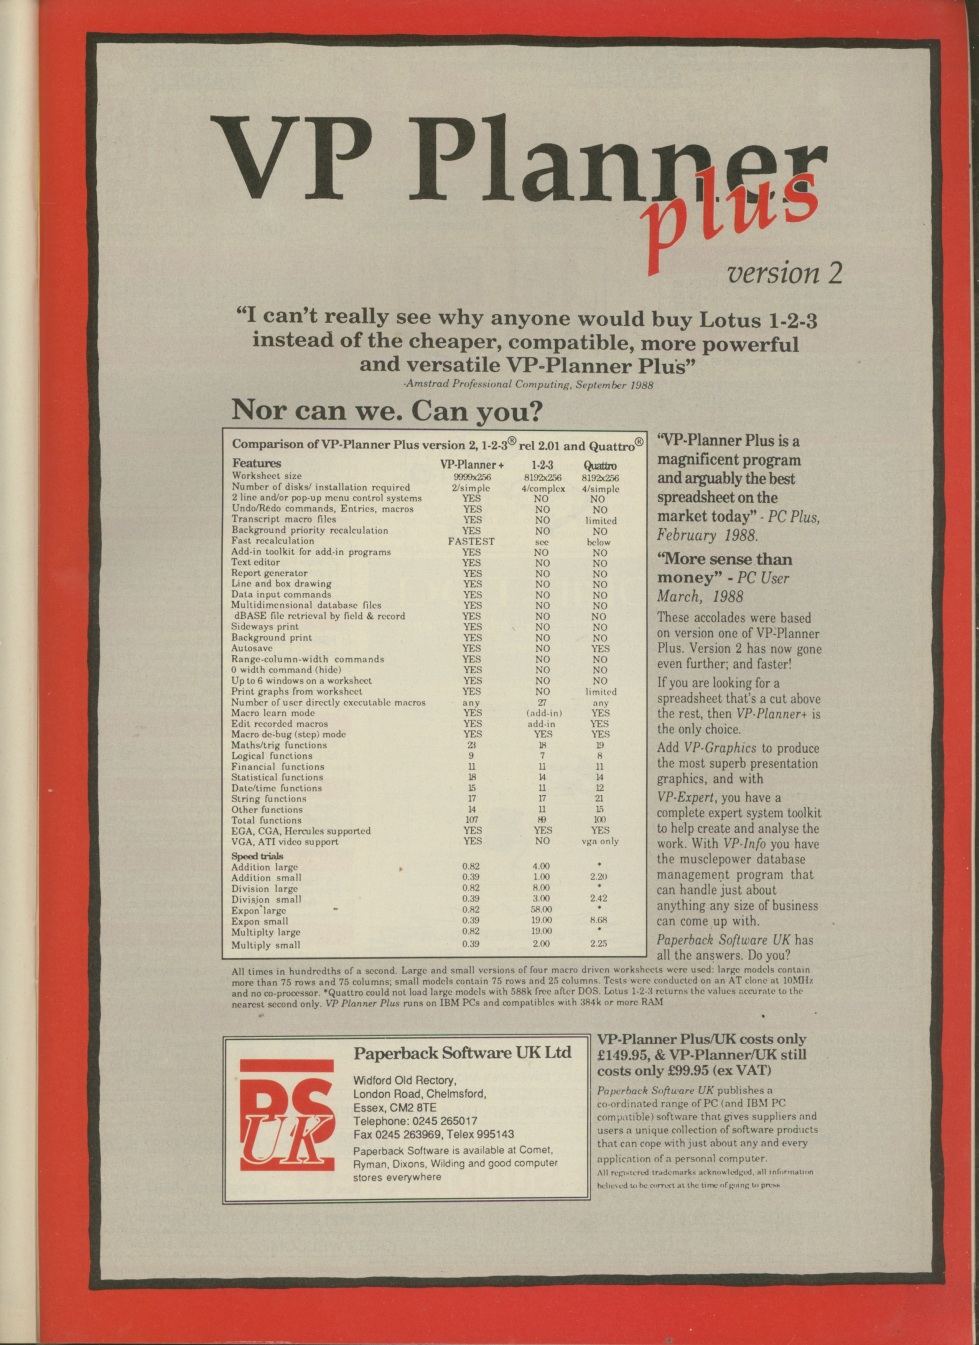 VP Planner
plus
version 2
“I can't really see why anyone would buy Lotus 1-2-3
instead of the cheaper, compatible, more powerful
and versatile VP-Planner Plus”
-Amstrad Professional Computing, September 1988
Nor can we. Can you?
Comparison of VP-Planner Plus version 2, 1-2-3® rel 2.01 and Quattro®
Features VP-Planner + 1-2-3 Quattro
Worksheet size 9999x256 8192x256 8192x256
Number of disks/ installation required 2/simple 4/complex 4/simple
2 line and/or pop-up menu control systems YES NO NO
Undo/Redo commands, Entries, macros YES NO NO
Transcript macro files YES NO limited
Background priority recalculation YES NO NO
Fast recalculation FASTEST see below
Add-in toolkit for add-in programs YES NO NO
Text editor YES NO NO
Report generator YES NO NO
Line and box drawing YES NO NO
Data input commands YES NO NO
Multidimensional database files YES NO NO
dBASE file retrieval by field & record YES NO NO
Sideways print YES NO NO
Background print YES NO NO
Autosave YES NO YES
Range-column-width commands YES NO NO
0 width command (hide) YES NO NO
Up to 6 windows on a worksheet YES NO NO
Print graphs from worksheet YES NO limited
Number of user directly executable macros any 27 any
Macro learn mode YES (add-in) YES
Edit recorded macros YES add-in YES
Macro de-bug (step) mode YES YES YES
Maths/trig functions 23 18 19
Logical functions 9 7 8
Financial functions 11 11 11
Statistical functions 18 14 14
Date/time functions 15 11 12
String functions 17 17 21
Other functions 14 11 15
Total functions 107 89 100
EGA, CGA, Hercules supported YES YES YES
VGA, ATI video support YES NO vga only
Speed trials
Addition large 0.82 4.00 *
Addition small 0.39 1.00 2.20
Division large 0.82 8.00 *
Division small 0.39 3.00 2.42
Expon large 0.82 58.00 *
Expon small 0.39 19.00 8.68
Multiplty large 0.82 19.00 *
Multiply small 0.39 2.00 2.25
“VP-Planner Plus is a
magnificent program
and arguably the best
spreadsheet on the
market today” - PC Plus,
February 1988.
“More sense than
money” - PC User
March, 1988
These accolades were based
on version one of VP-Planner
Plus. Version 2 has now gone
even further; and faster!
If you are looking for a
spreadsheet that's a cut above
the rest, then VP-Planner+ is
the only choice.
Add VP-Graphics to produce
the most superb presentation
graphics, and with
VP-Expert, you have a
complete expert system toolkit
to help create and analyse the
work. With VP-Info you have
the musclepower database
management program that
can handle just about
anything any size of business
can come up with.
Paperback Software UK has
all the answers. Do you?
All times in hundredths of a second. Large and small versions of four macro driven worksheets were used: large models contain
more than 75 rows and 75 columns; small models contain 75 rows and 25 columns. Tests were conducted on an AT clone at 10MHz
and no co-processor. *Quattro could not load large models with 588k free after DOS. Lotus 1-2-3 returns the values accurate to the
nearest second only. VP Planner Plus runs on IBM PCs and compatibles with 384k or more RAM
PS
UK
Paperback Software UK Ltd
Widford Old Rectory,
London Road, Chelmsford,
Essex, CM2 8TE
Telephone: 0245 265017
Fax 0245 263969, Telex 995143
Paperback Software is available at Comet,
Ryman, Dixons, Wilding and good computer
stores everywhere
VP-Planner Plus/UK costs only
£149.95, & VP-Planner/UK still
costs only £99.95 (ex VAT)
Paperback Software UK publishes a
co-ordinated range of PC (and IBM PC
compatible) software that gives suppliers and
users a unique collection of software products
that can cope with just about any and every
application of a personal computer.
All registered trademarks acknowledged, all information
believed to be correct at the time of going to press.